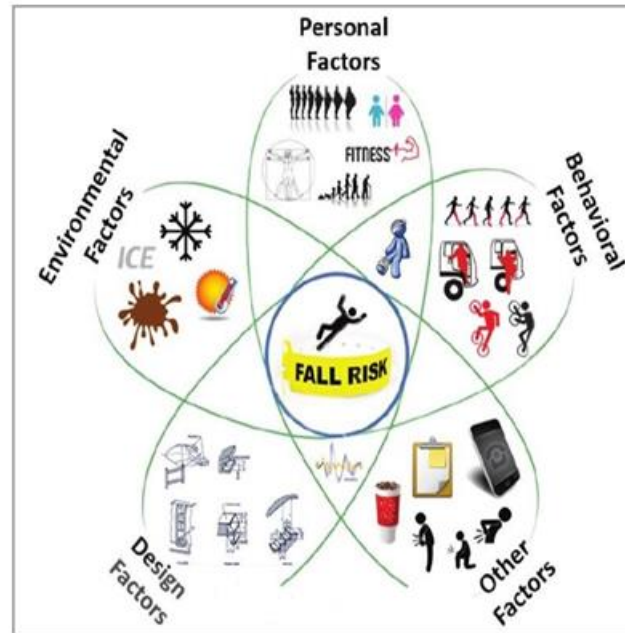 Personal
Factors
FITNESS
Environmental
Factors
ICE
Behavioral
Factors
FALL RISK
Design
Factors
Other
Factors